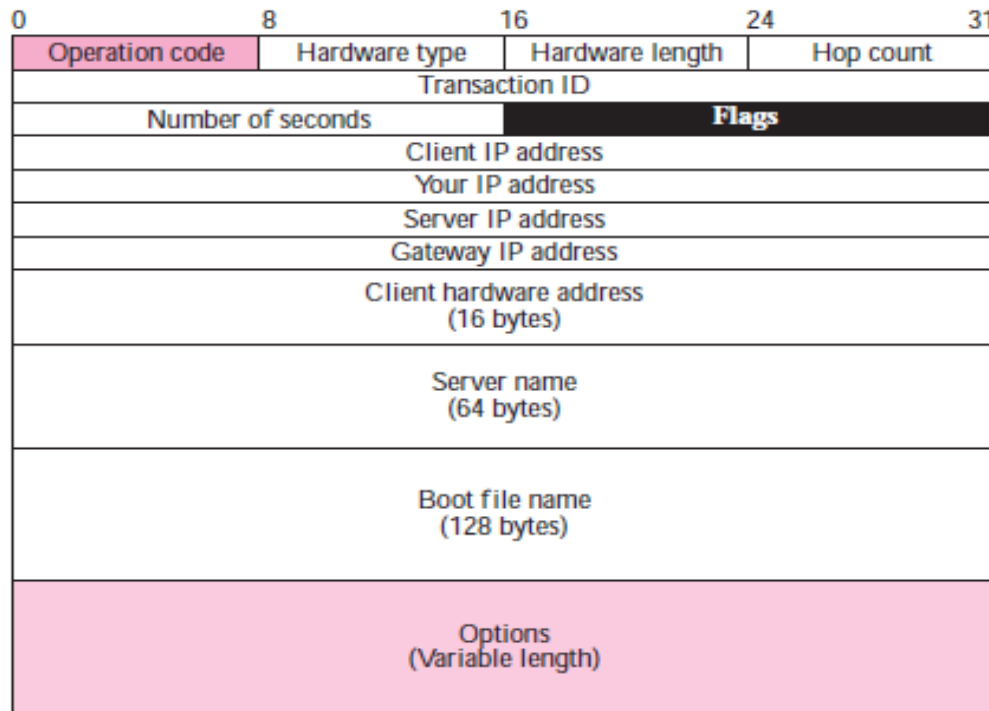 0 8 16 24 31
Operation code Hardware type Hardware length Hop count
Transaction ID
Number of seconds Flags
Client IP address
Your IP address
Server IP address
Gateway IP address
Client hardware address
(16 bytes)
Server name
(64 bytes)
Boot file name
(128 bytes)
Options
(Variable length)